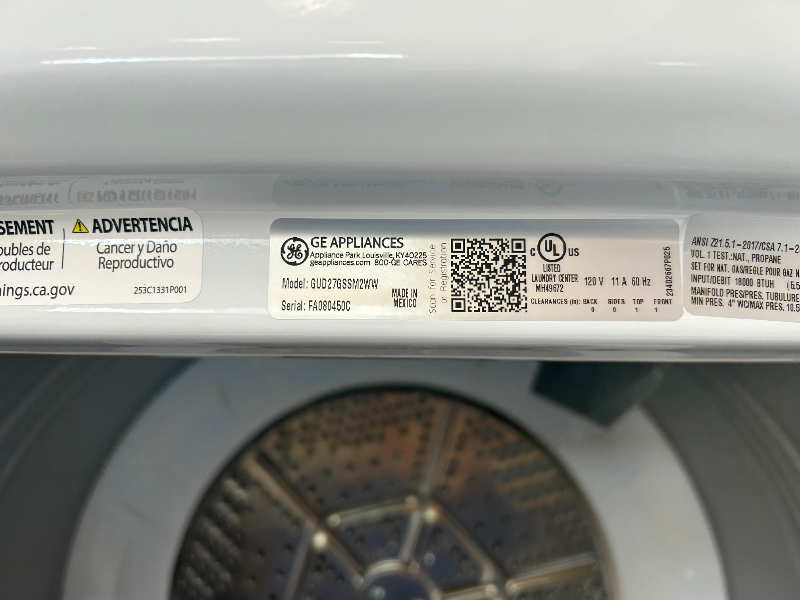 SEMENT
oubles de
roducteur
ings.ca.gov
ADVERTENCIA
Cancer y Daño
Reproductivo
253C1331P001
GE APPLIANCES
Appliance Park, Louisville, KY40225
geappliances.com 800-GE CARES
Model: GUD27GSSM2WW
Serial: FA080450C
MADE IN
MEXICO
Scan for Service
or Registration
C UL US
LISTED
LAUNDRY CENTER
MH49672
120 V 11 A 60 Hz
CLEARANCES (in): BACK SIDES TOP FRONT
0 0 1 1
234D2667P025
ANSI Z21.5.1-2017/CSA 7.1-2
VOL. 1 TEST.:NAT., PROPANE
SET FOR NAT. GAS/REGLE POUR GAZ N
INPUT/DEBIT 18000 BTUH (5.5
MANIFOLD PRESS/PRES. TUBULURE
MIN PRES. 4" WC/MAX PRES. 10.5